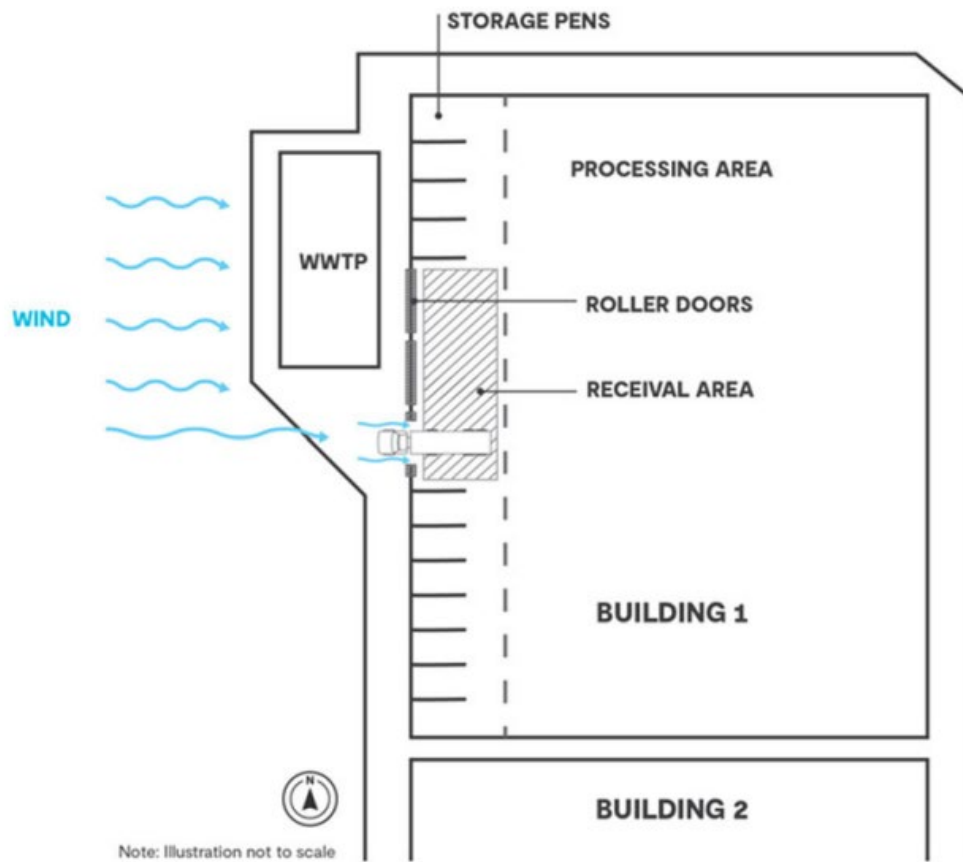 STORAGE PENS
PROCESSING AREA
WWTP
ROLLER DOORS
WIND
RECEIVAL AREA
BUILDING 1
N
BUILDING 2
Note: Illustration not to scale